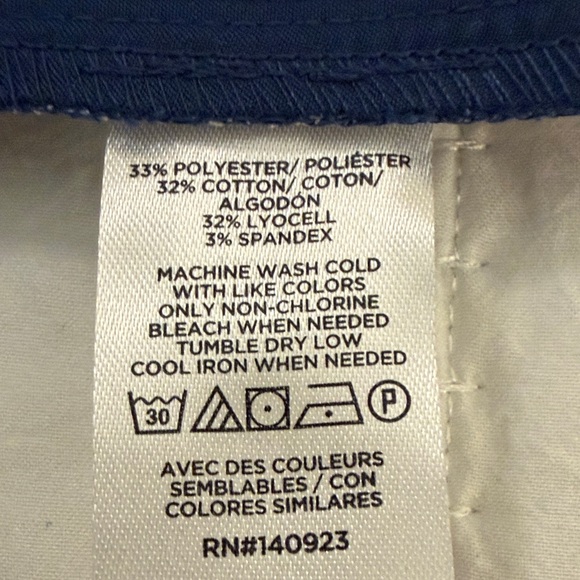 33% POLYESTER/ POLIÉSTER
32% COTTON/ COTON/
ALGODÓN
32% LYOCELL
3% SPANDEX
MACHINE WASH COLD
WITH LIKE COLORS
ONLY NON-CHLORINE
BLEACH WHEN NEEDED
TUMBLE DRY LOW
COOL IRON WHEN NEEDED
30 P
AVEC DES COULEURS
SEMBLABLES / CON
COLORES SIMILARES
RN#140923